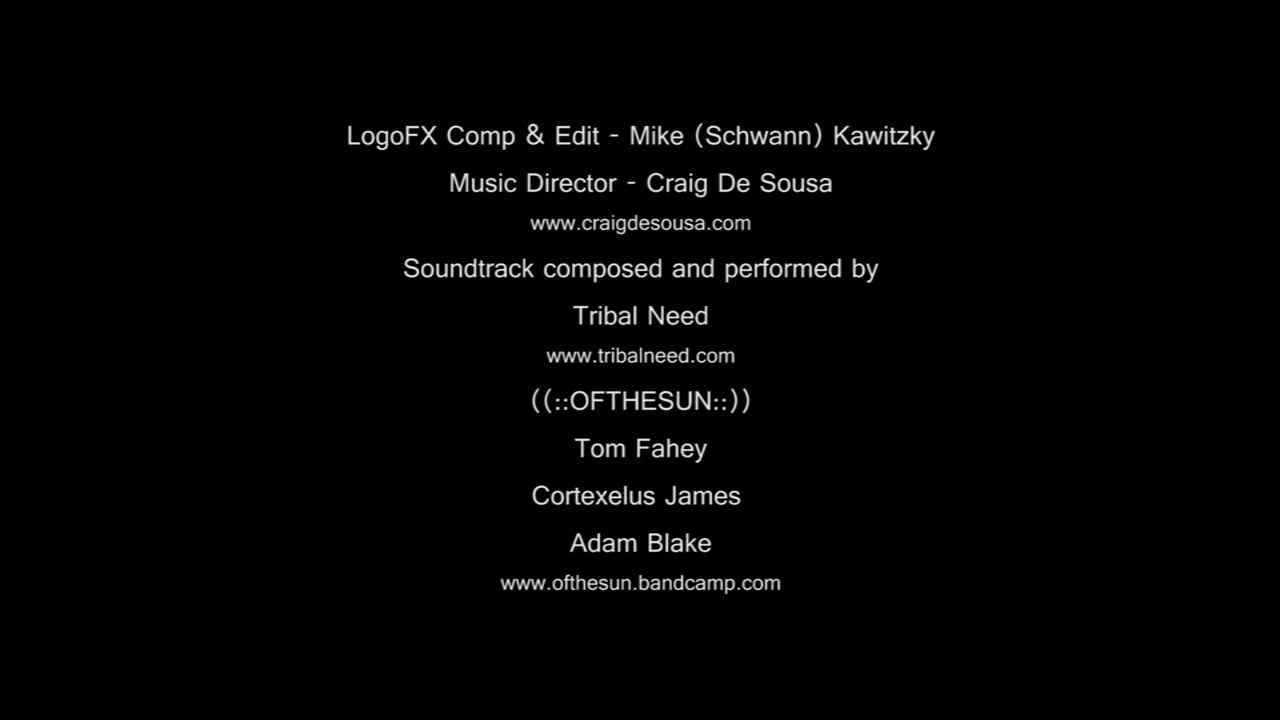 LogoFX Comp & Edit - Mike (Schwann) Kawitzky
Music Director - Craig De Sousa
www.craigdesousa.com
Soundtrack composed and performed by
Tribal Need
www.tribalneed.com
((::OFTHESUN::))
Tom Fahey
Cortexelus James
Adam Blake
www.ofthesun.bandcamp.com